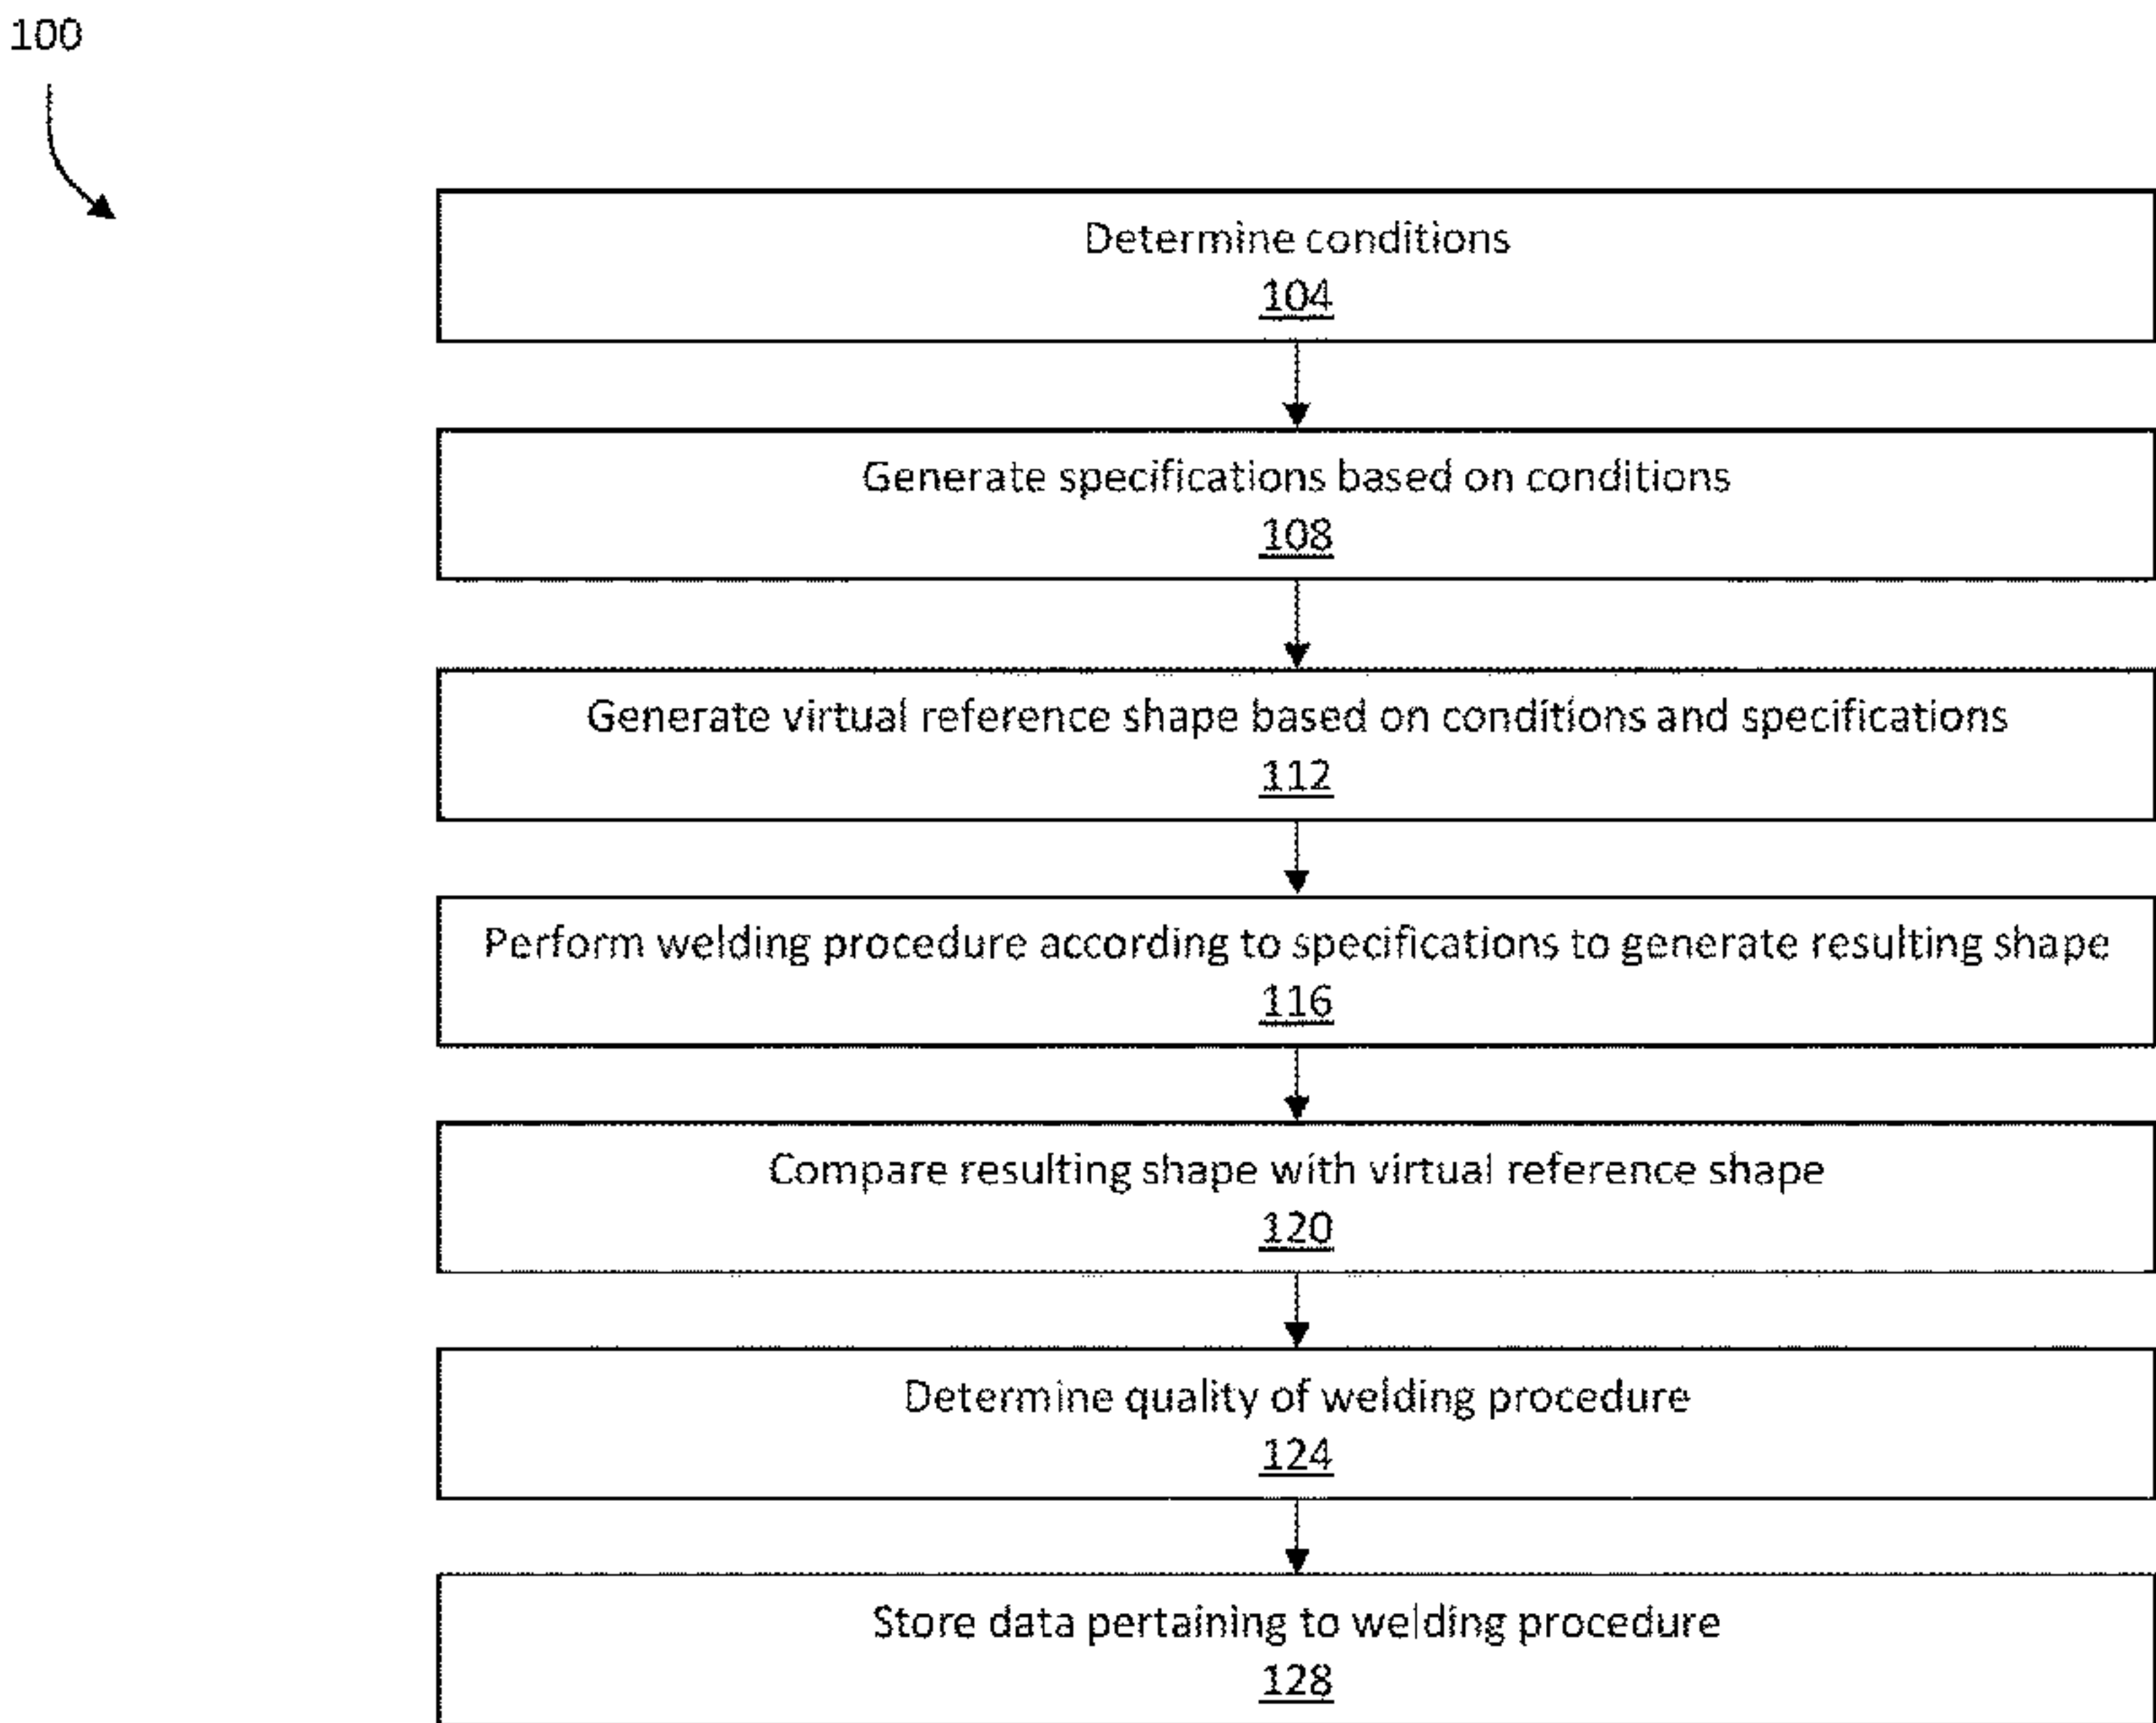 100
Determine conditions
104
Generate specifications based on conditions
108
Generate virtual reference shape based on conditions and specifications
112
Perform welding procedure according to specifications to generate resulting shape
116
Compare resulting shape with virtual reference shape
120
Determine quality of welding procedure
124
Store data pertaining to welding procedure
128